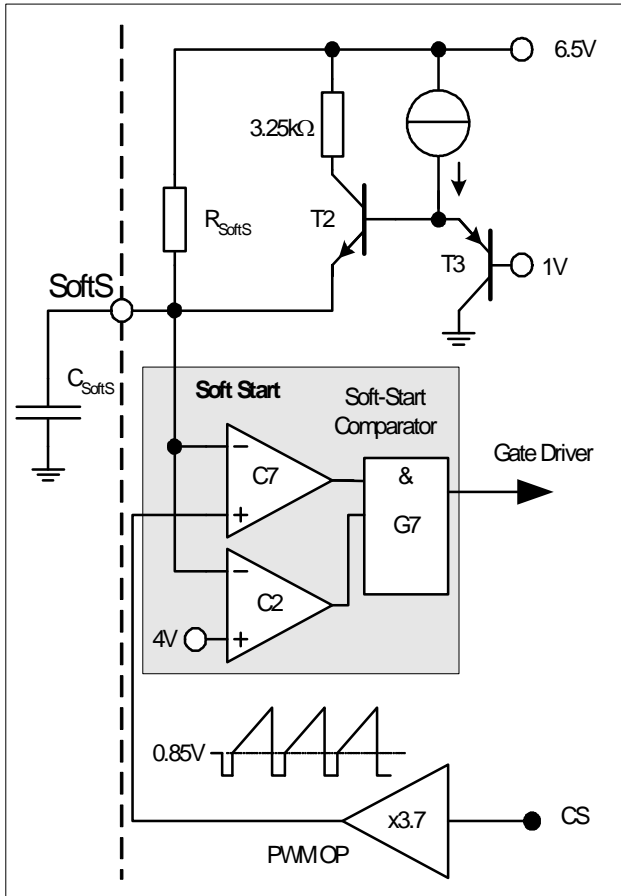 6.5V
3.25kΩ
R_SoftS
T2
T3
1V
SoftS
C_SoftS
Soft Start
Soft-Start
Comparator
Gate Driver
−
C7
+
&
G7
−
C2
+
4V
0.85V
x3.7
CS
PWM OP